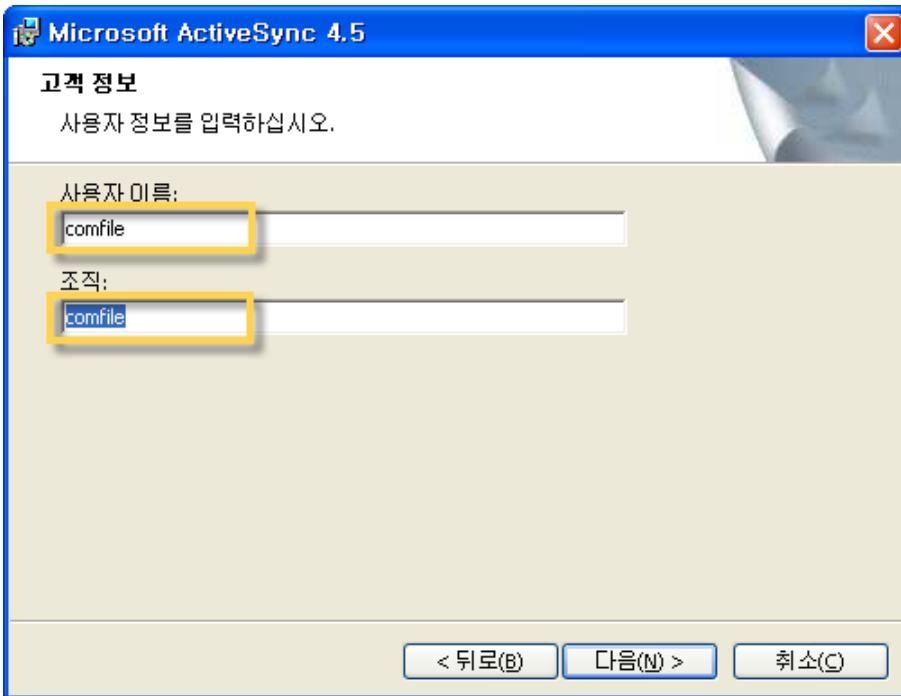 Microsoft ActiveSync 4.5
고객 정보
사용자 정보를 입력하십시오.
사용자 이름:
comfile
조직:
comfile
< 뒤로(B)
다음(N) >
취소(C)